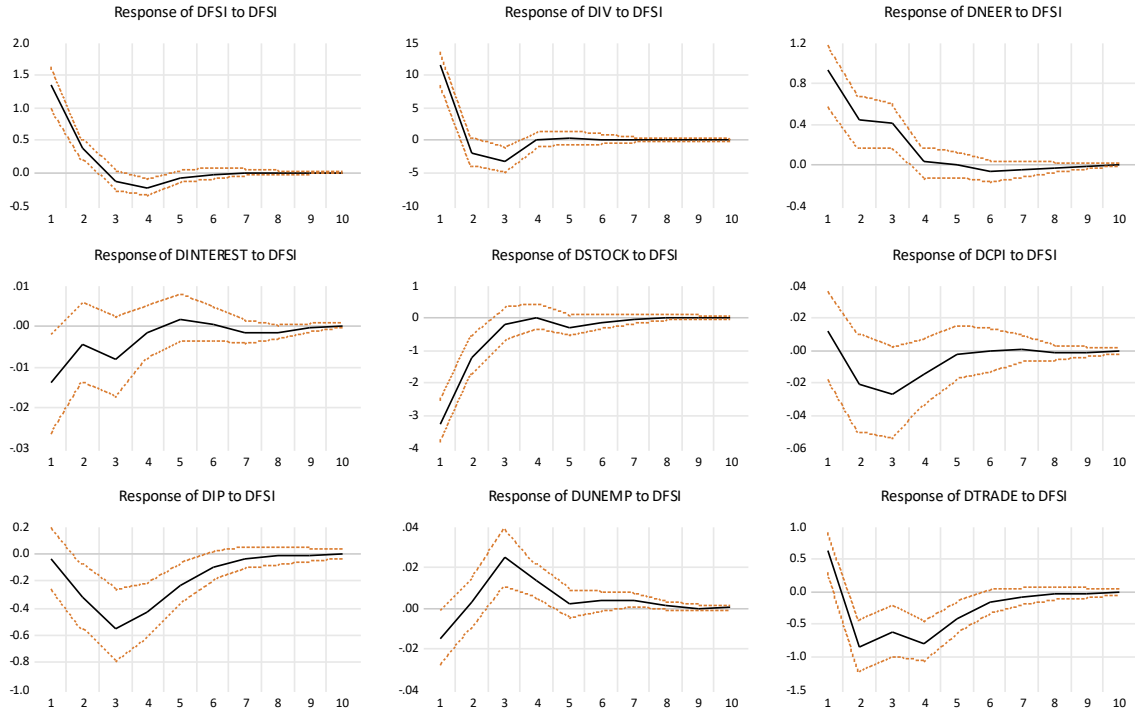 Response of DFSI to DFSI
2.0
1.5
1.0
0.5
0.0
-0.5
1 2 3 4 5 6 7 8 9 10
Response of DIV to DFSI
15
10
5
0
-5
-10
1 2 3 4 5 6 7 8 9 10
Response of DNEER to DFSI
1.2
0.8
0.4
0.0
-0.4
1 2 3 4 5 6 7 8 9 10
Response of DINTEREST to DFSI
.01
.00
-.01
-.02
-.03
1 2 3 4 5 6 7 8 9 10
Response of DSTOCK to DFSI
1
0
-1
-2
-3
-4
1 2 3 4 5 6 7 8 9 10
Response of DCPI to DFSI
.04
.02
.00
-.02
-.04
-.06
1 2 3 4 5 6 7 8 9 10
Response of DIP to DFSI
0.2
0.0
-0.2
-0.4
-0.6
-0.8
-1.0
1 2 3 4 5 6 7 8 9 10
Response of DUNEMP to DFSI
.04
.02
.00
-.02
-.04
1 2 3 4 5 6 7 8 9 10
Response of DTRADE to DFSI
1.0
0.5
0.0
-0.5
-1.0
-1.5
1 2 3 4 5 6 7 8 9 10